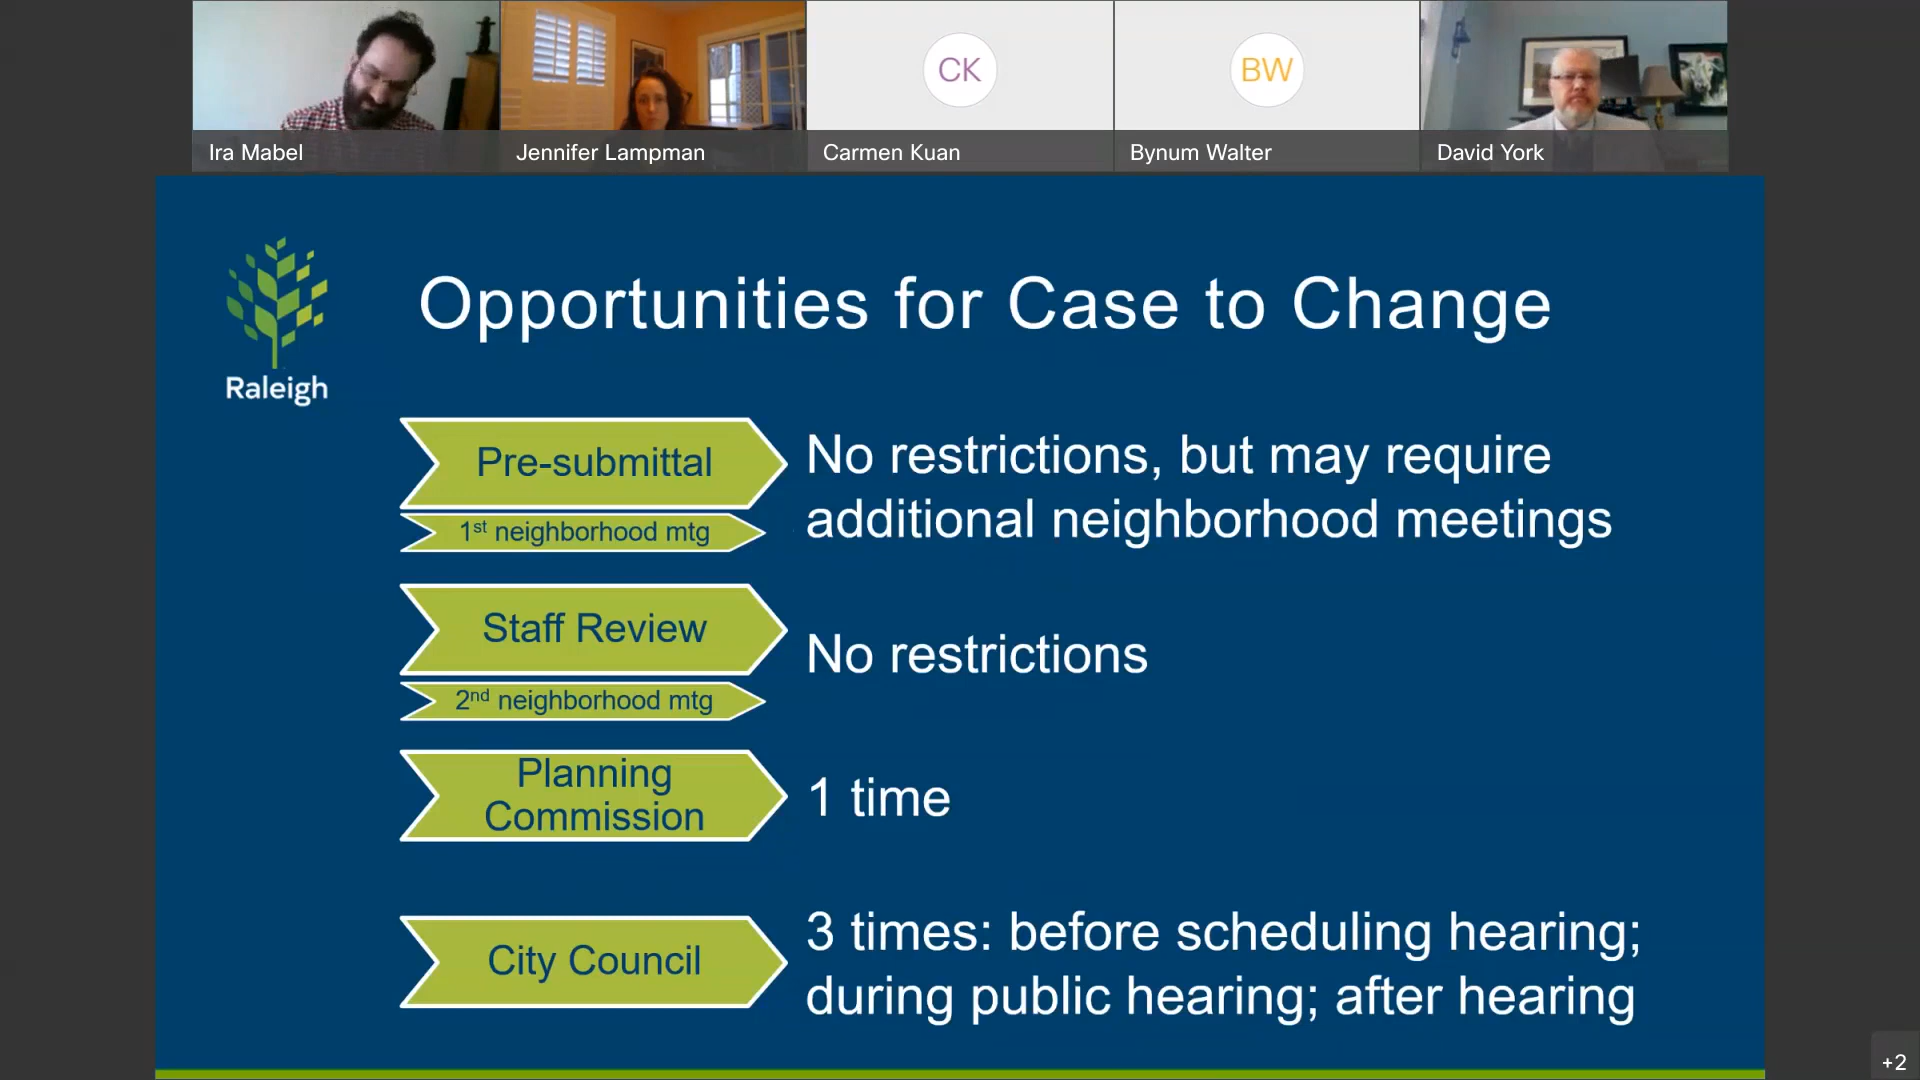 CK
BW
Ira Mabel
Jennifer Lampman
Carmen Kuan
Bynum Walter
David York
Raleigh
Opportunities for Case to Change
Pre-submittal
1st neighborhood mtg
No restrictions, but may require
additional neighborhood meetings
Staff Review
2nd neighborhood mtg
No restrictions
Planning
Commission
1 time
City Council
3 times: before scheduling hearing;
during public hearing; after hearing
+2